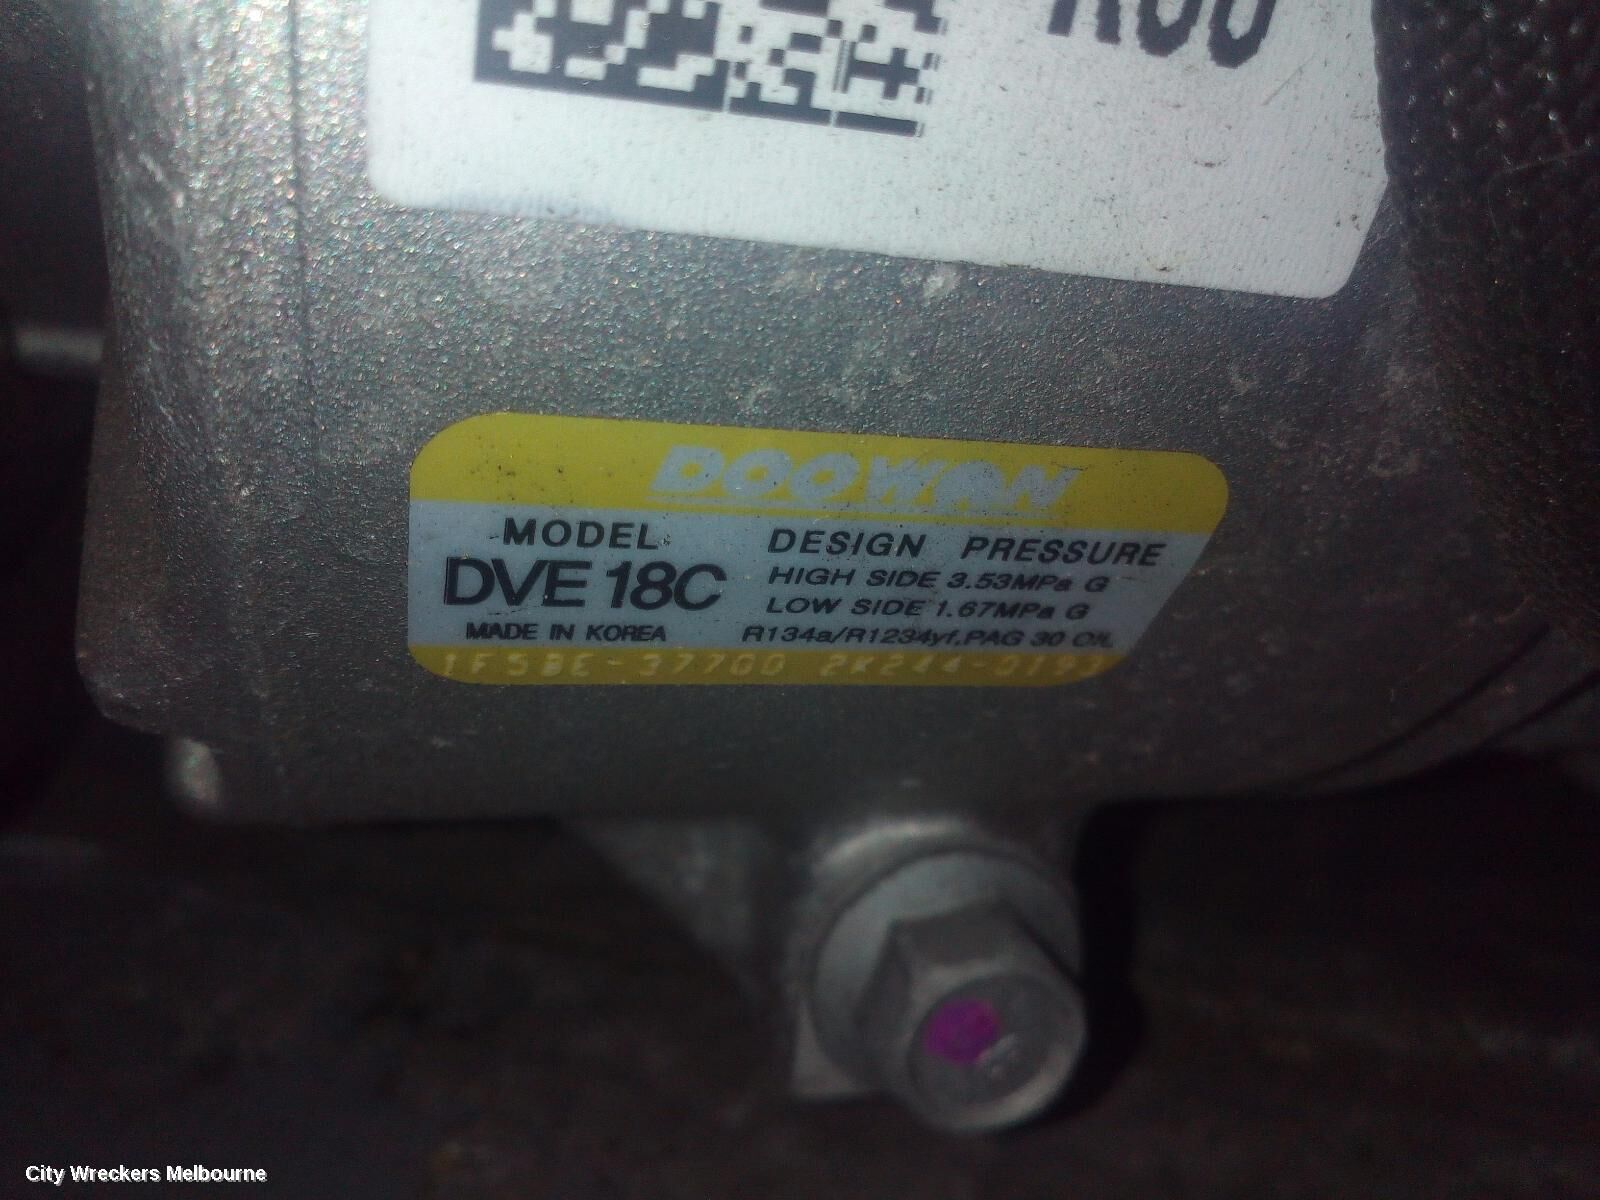 DOOWON
MODEL
DVE 18C
MADE IN KOREA
DESIGN PRESSURE
HIGH SIDE 3.53MPa G
LOW SIDE 1.67MPa G
R134a/R1234yf,PAG 30 OIL
City Wreckers Melbourne